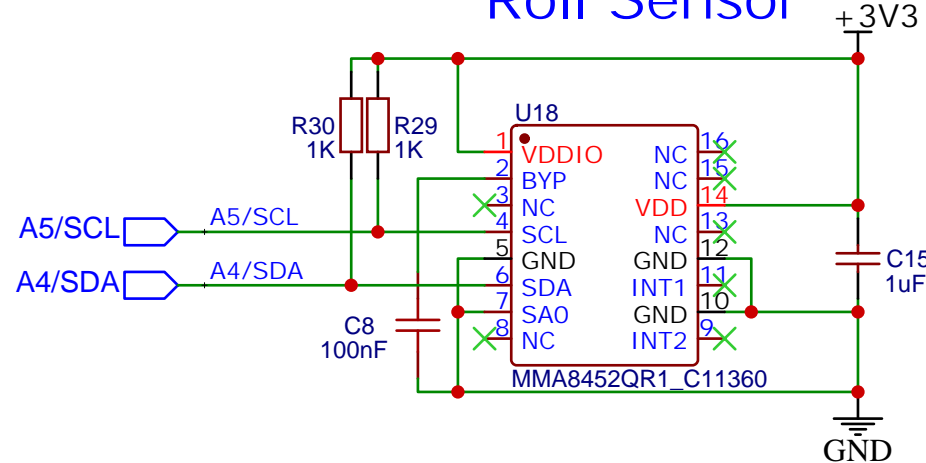 Roll Sensor
+3V3
U18
R30
1K
R29
1K
1
VDDIO
2
BYP
3
NC
4
SCL
5
GND
6
SDA
7
SA0
8
NC
16
NC
15
NC
14
VDD
13
NC
12
GND
11
INT1
10
GND
9
INT2
A5/SCL
A5/SCL
A4/SDA
A4/SDA
C8
100nF
C15
1uF
MMA8452QR1_C11360
GND